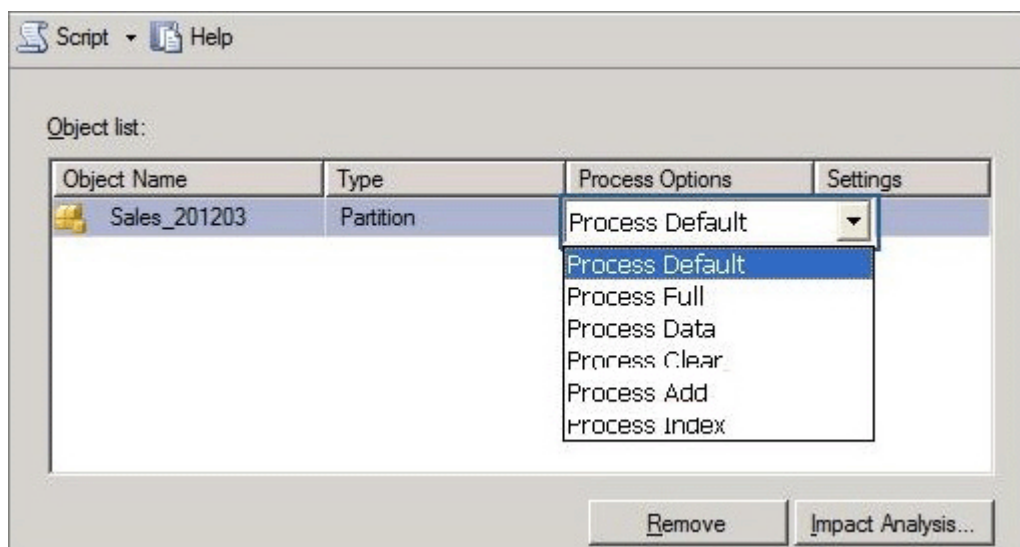 Script Help
Object list:
Object Name Type Process Options Settings
Sales_201203 Partition Process Default
Process Default
Process Full
Process Data
Process Clear
Process Add
Process Index
Remove Impact Analysis...